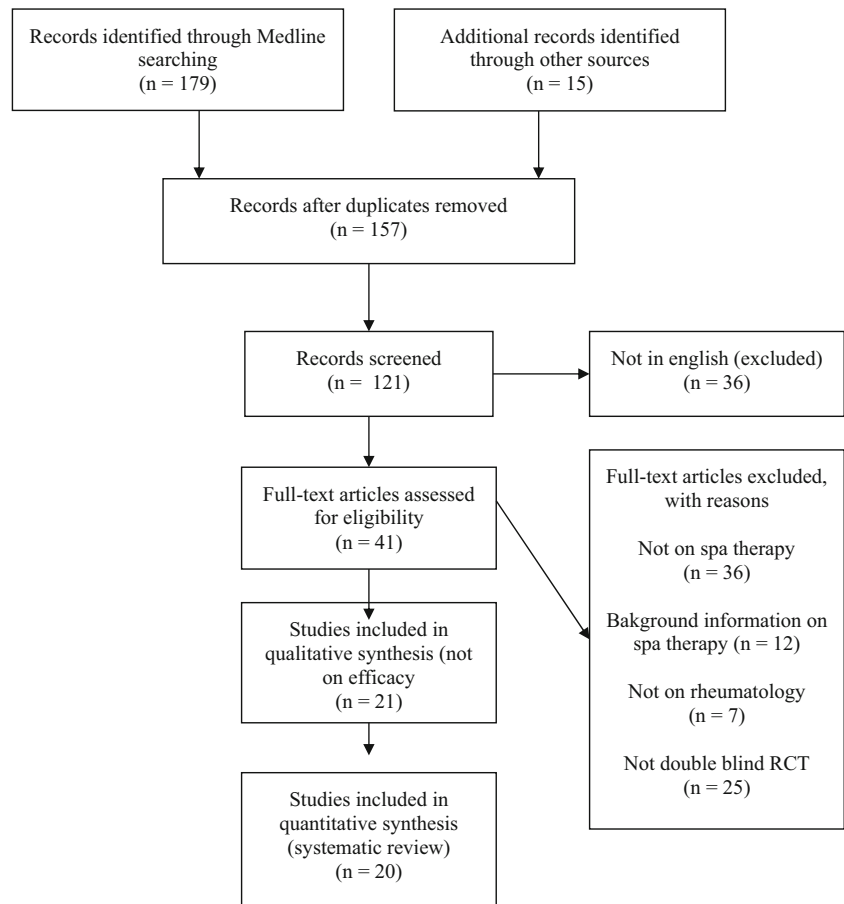 Records identified through Medline
searching
(n = 179)
Additional records identified
through other sources
(n = 15)
Records after duplicates removed
(n = 157)
Records screened
(n = 121)
Not in english (excluded)
(n = 36)
Full-text articles assessed
for eligibility
(n = 41)
Full-text articles excluded,
with reasons
Not on spa therapy
(n = 36)
Bakground information on
spa therapy (n = 12)
Not on rheumatology
(n = 7)
Not double blind RCT
(n = 25)
Studies included in
qualitative synthesis (not
on efficacy
(n = 21)
Studies included in
quantitative synthesis
(systematic review)
(n = 20)